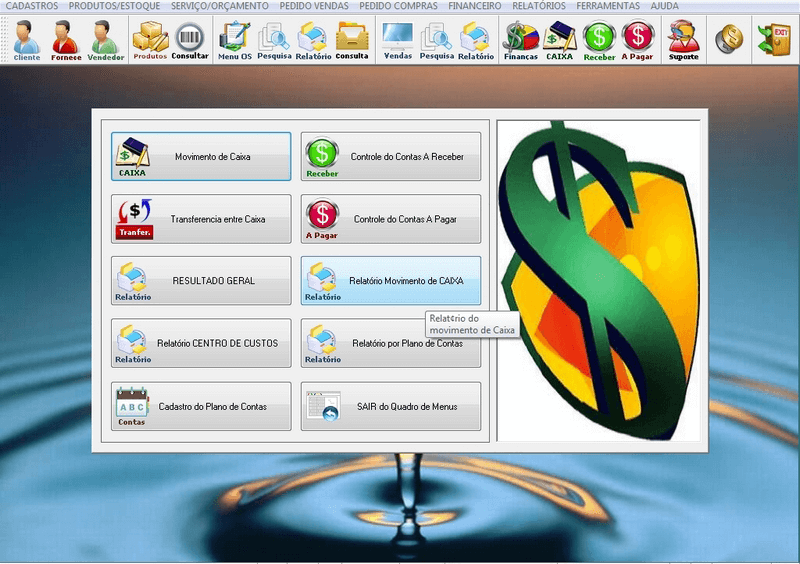 CADASTROS PRODUTOS/ESTOQUE SERVIÇO/ORÇAMENTO PEDIDO VENDAS PEDIDO COMPRAS FINANCEIRO RELATÓRIOS FERRAMENTAS AJUDA
Cliente Fornece Vendedor Produtos Consultar Menu OS Pesquisa Relatório Consulta Vendas Pesquisa Relatório Finanças CAIXA Receber A Pagar Suporte EXIT
CAIXA Movimento de Caixa
Receber Controle do Contas A Receber
Tranfer. Transferencia entre Caixa
A Pagar Controle do Contas A Pagar
Relatório RESULTADO GERAL
Relatório Relatório Movimento de CAIXA
Relat¢rio do
movimento de Caixa
Relatório Relatório CENTRO DE CUSTOS
Relatório Relatório por Plano de Contas
ABC Contas Cadastro do Plano de Contas
SAIR do Quadro de Menus